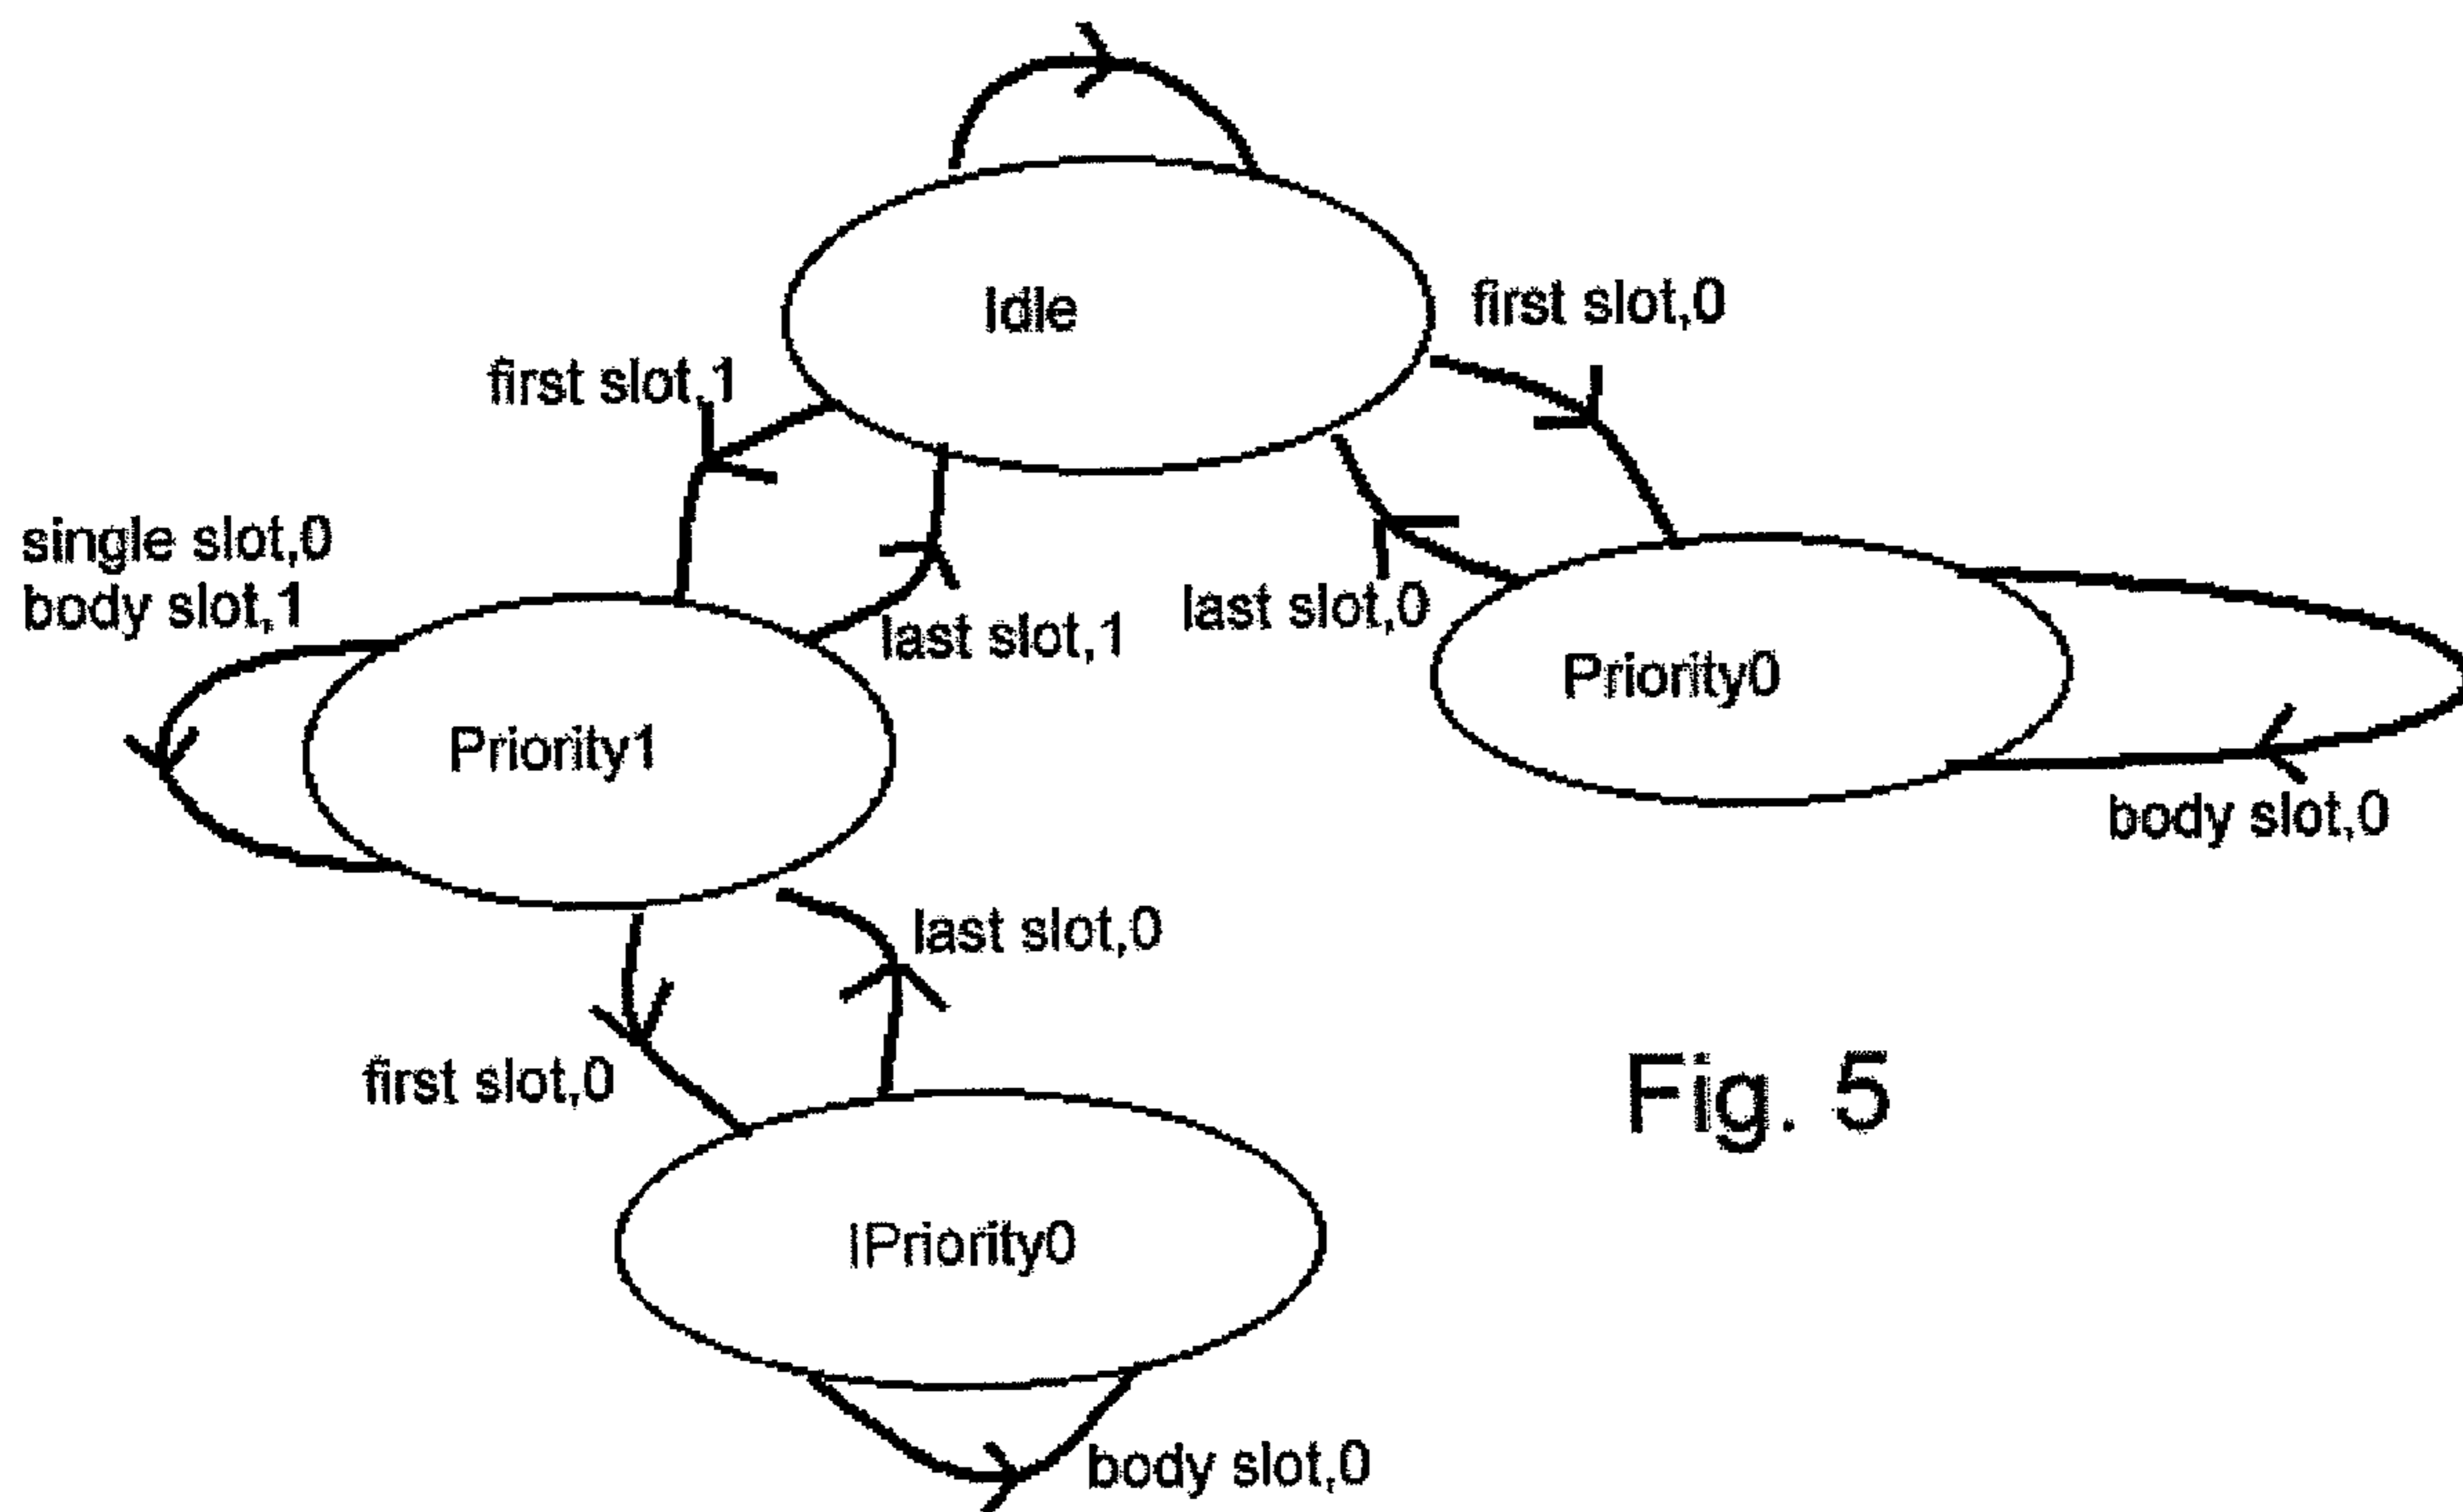 Idle
first slot,0
first slot,1
single slot,0
body slot,1
last slot,1
last slot,0
Priority0
Priority1
body slot,0
last slot,0
first slot,0
Fig. 5
IPriority0
body slot,0